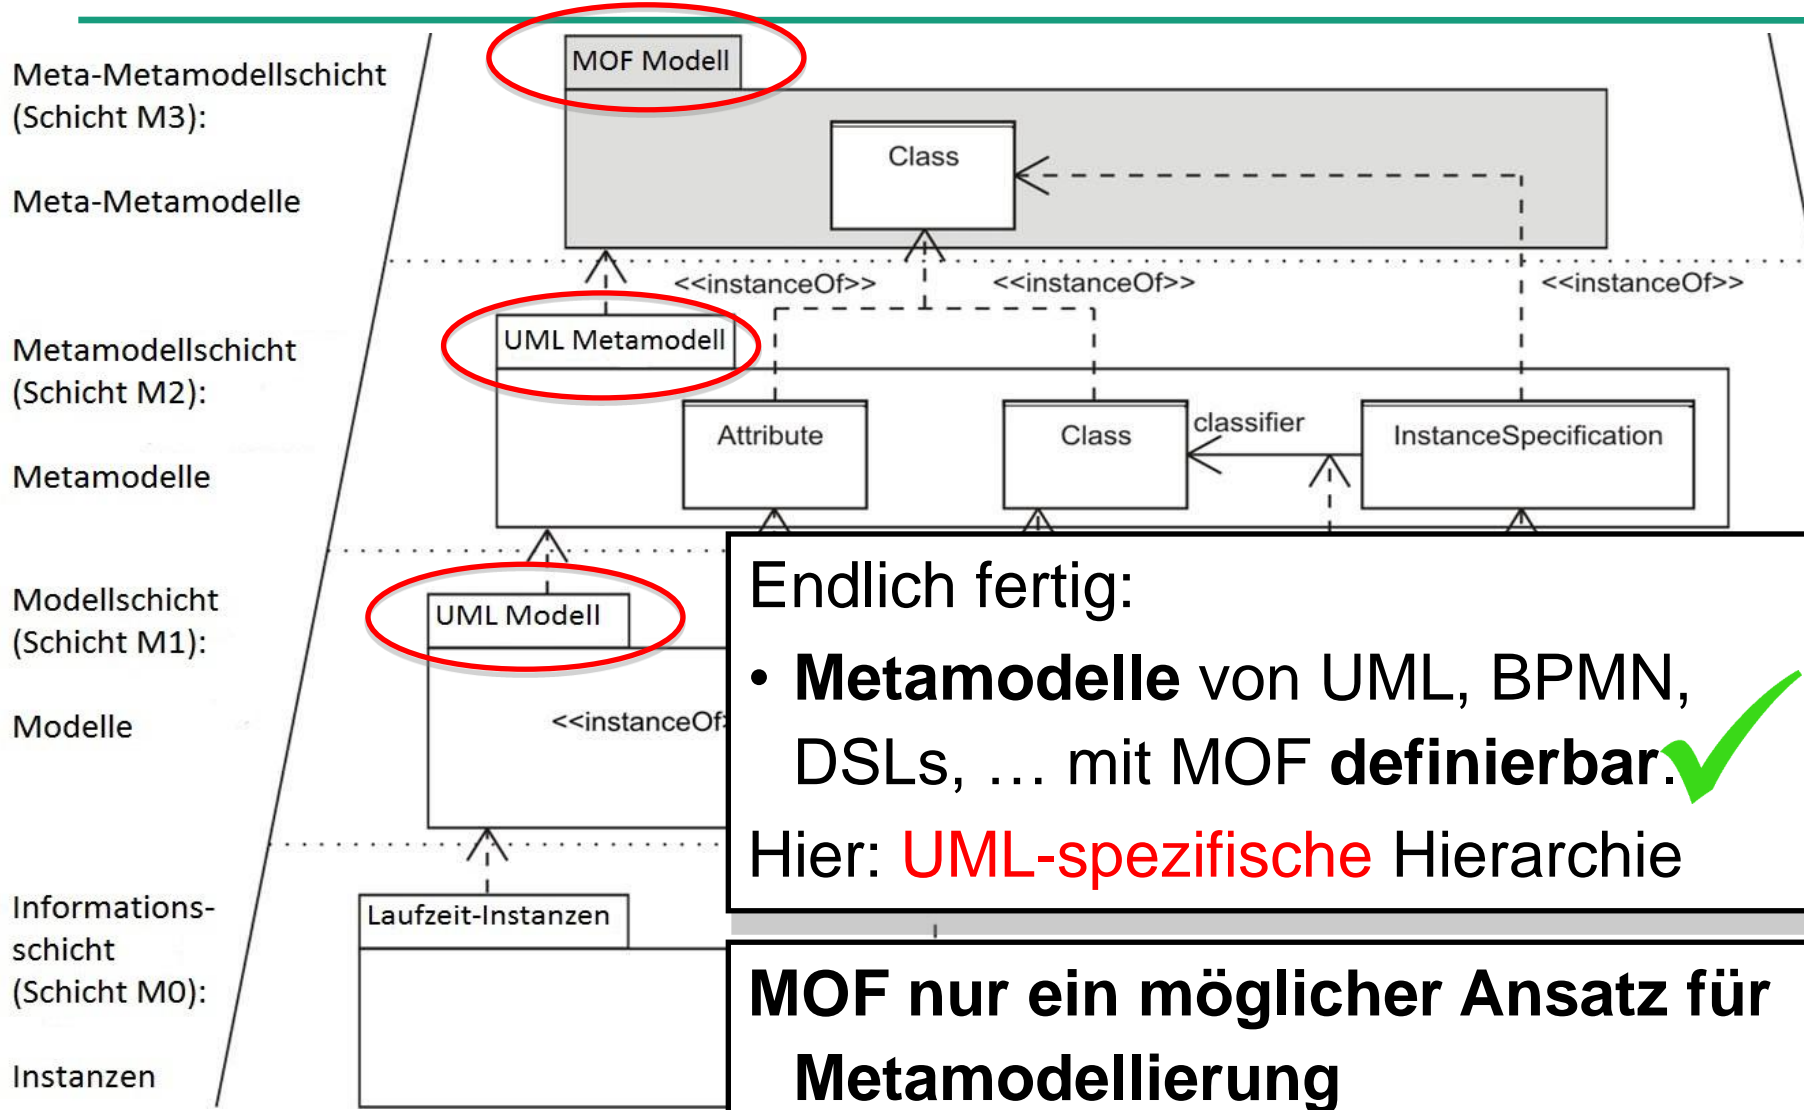 Meta-Metamodellschicht
(Schicht M3):
Meta-Metamodelle
MOF Modell
Class
<<instanceOf>>
<<instanceOf>>
<<instanceOf>>
Metamodellschicht
(Schicht M2):
Metamodelle
UML Metamodell
Attribute
Class
classifier
InstanceSpecification
Modellschicht
(Schicht M1):
Modelle
UML Modell
<<instanceOf
Endlich fertig:
• Metamodelle von UML, BPMN,
DSLs, … mit MOF definierbar.
Hier: UML-spezifische Hierarchie
Informations-
schicht
(Schicht M0):
Instanzen
Laufzeit-Instanzen
MOF nur ein möglicher Ansatz für
Metamodellierung